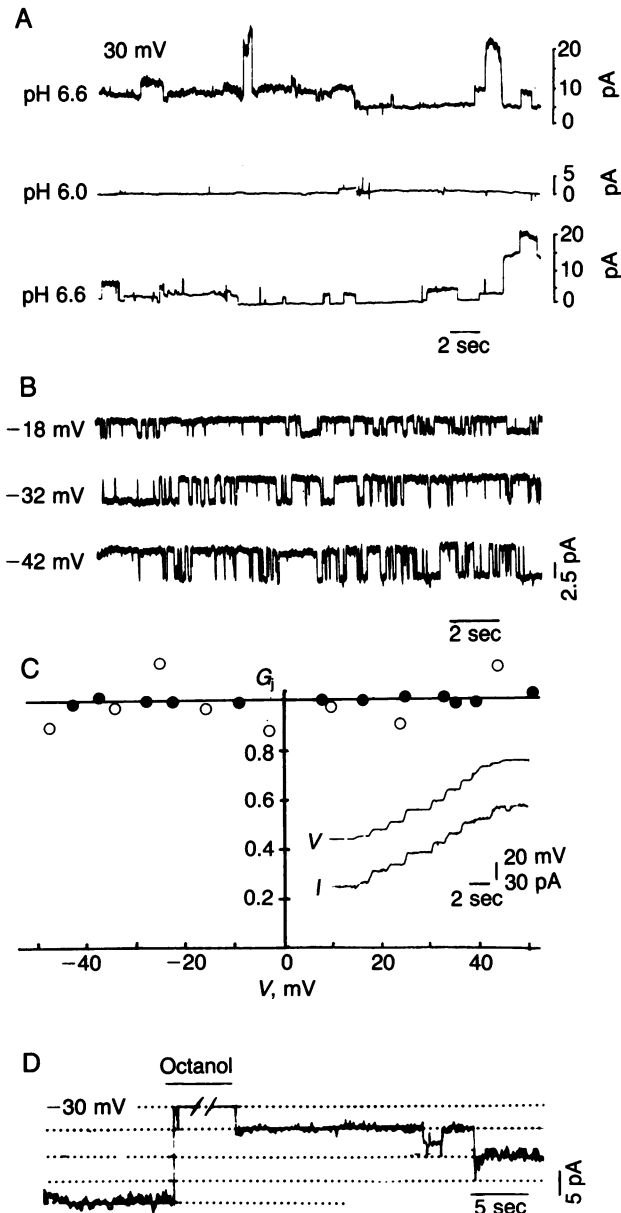 A
30 mV
pH 6.6
20
10
0
pA
pH 6.0
5
0
pA
pH 6.6
20
10
0
pA
2 sec
B
−18 mV
−32 mV
−42 mV
2.5 pA
2 sec
C
Gj
0.8
0.6
0.4
0.2
V
I
20 mV
30 pA
2 sec
−40
−20
0
20
40
V, mV
D
Octanol
−30 mV
5 pA
5 sec